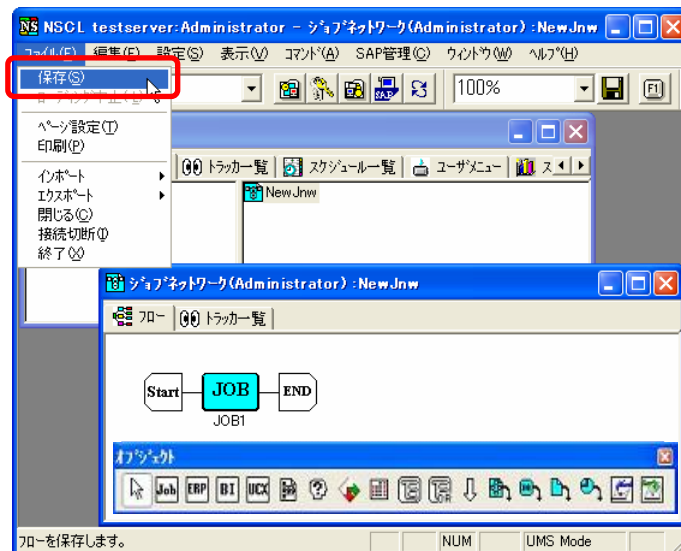 NS NSCL testserver:Administrator - ｼﾞｮﾌﾞﾈｯﾄﾜｰｸ(Administrator) :NewJnw
ﾌｧｲﾙ(F) 編集(E) 設定(S) 表示(V) ｺﾏﾝﾄﾞ(A) SAP管理(C) ｳｨﾝﾄﾞｳ(W) ﾍﾙﾌﾟ(H)
保存(S)
100%
SAP
F1
ﾍﾟｰｼﾞ設定(T)
印刷(P)
ｲﾝﾎﾟｰﾄ
ｴｸｽﾎﾟｰﾄ
閉じる(C)
接続切断(I)
終了(X)
ﾄﾗｯｶｰ一覧 ｽｹｼﾞｭｰﾙ一覧 ﾕｰｻﾞﾒﾆｭｰ ｽ
NewJnw
ｼﾞｮﾌﾞﾈｯﾄﾜｰｸ(Administrator) :NewJnw
ﾌﾛｰ ﾄﾗｯｶｰ一覧
Start JOB END
JOB1
ｵﾌﾞｼﾞｪｸﾄ
Job ERP BI UCX
ﾌﾛｰを保存します。 NUM UMS Mode